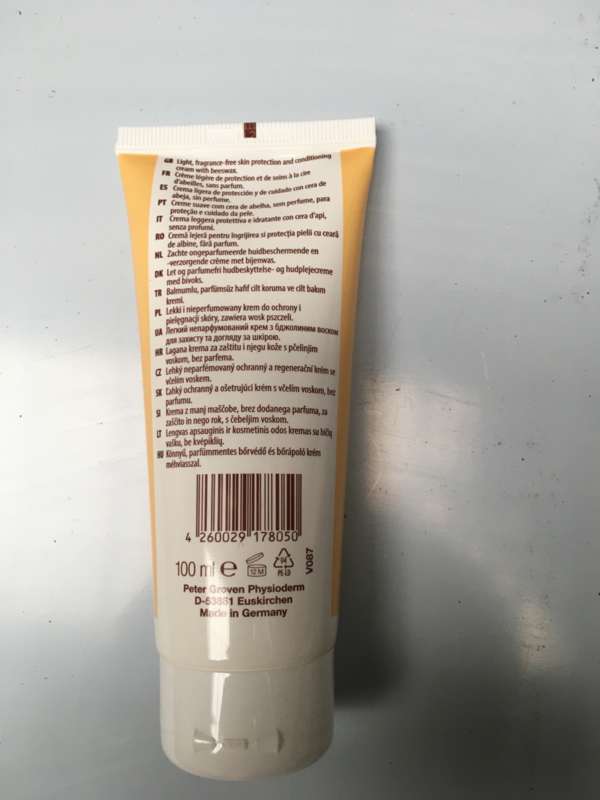 GB Light, fragrance-free skin protection and conditioning
cream with beeswax.
FR Crème légère de protection et de soins à la cire
d'abeilles, sans parfum.
ES Crema ligera de protección y de cuidado con cera de
abeja, sin perfume.
PT Creme suave com cera de abelha, sem perfume, para
proteção e cuidado da pele.
IT Crema leggera protettiva e idratante con cera d'api,
senza profumi.
RO Cremă lejeră pentru îngrijirea si protecția pielii cu ceară
de albine, fără parfum.
NL Zachte ongeparfumeerde huidbeschermende en
-verzorgende crème met bijenwas.
DK Let og parfumefri hudbeskyttelse- og hudplejecreme
med bivoks.
TR Balmumlu, parfümsüz hafif cilt koruma ve cilt bakım
kremi.
PL Lekki i nieperfumowany krem do ochrony i
pielęgnacji skóry, zawiera wosk pszczeli.
UA Легкий непарфумований крем з бджолиним воском
для захисту та догляду за шкірою.
HR Lagana krema za zaštitu i njegu kože s pčelinjim
voskom, bez parfema.
CZ Lehký neparfémovaný ochranný a regenerační krém se
včelím voskem.
SK Ľahký ochranný a ošetrujúci krém s včelím voskom, bez
parfumu.
SI Krema z manj maščobe, brez dodanega parfuma, za
zaščito in nego rok, s čebeljim voskom.
LT Lengvas apsauginis ir kosmetinis odos kremas su bičių
vašku, be kvėpiklių.
HU Könnyű, parfümmentes bőrvédő és bőrápoló krém
méhviasszal.
4 260029 178050
100 ml e 12 M 04
PE-LD
V087
Peter Greven Physioderm
D-53881 Euskirchen
Made in Germany